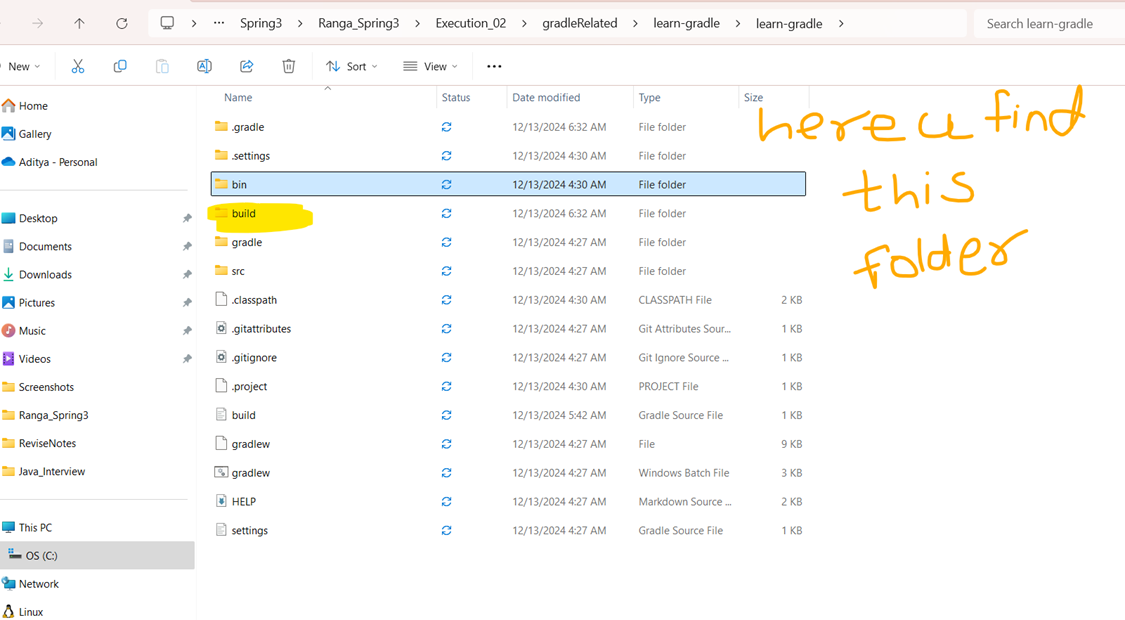 Spring3 > Ranga_Spring3 > Execution_02 > gradleRelated > learn-gradle > learn-gradle >
Search learn-gradle
New
Sort
View
Name Status Date modified Type Size
Home
Gallery
Aditya - Personal
Desktop
Documents
Downloads
Pictures
Music
Videos
Screenshots
Ranga_Spring3
ReviseNotes
Java_Interview
This PC
OS (C:)
Network
Linux
.gradle 12/13/2024 6:32 AM File folder
.settings 12/13/2024 4:30 AM File folder
bin 12/13/2024 4:30 AM File folder
build 12/13/2024 6:32 AM File folder
gradle 12/13/2024 4:27 AM File folder
src 12/13/2024 4:27 AM File folder
.classpath 12/13/2024 4:30 AM CLASSPATH File 2 KB
.gitattributes 12/13/2024 4:27 AM Git Attributes Sour... 1 KB
.gitignore 12/13/2024 4:27 AM Git Ignore Source ... 1 KB
.project 12/13/2024 4:30 AM PROJECT File 1 KB
build 12/13/2024 5:42 AM Gradle Source File 1 KB
gradlew 12/13/2024 4:27 AM File 9 KB
gradlew 12/13/2024 4:27 AM Windows Batch File 3 KB
HELP 12/13/2024 4:27 AM Markdown Source ... 2 KB
settings 12/13/2024 4:27 AM Gradle Source File 1 KB
here u find
this
folder